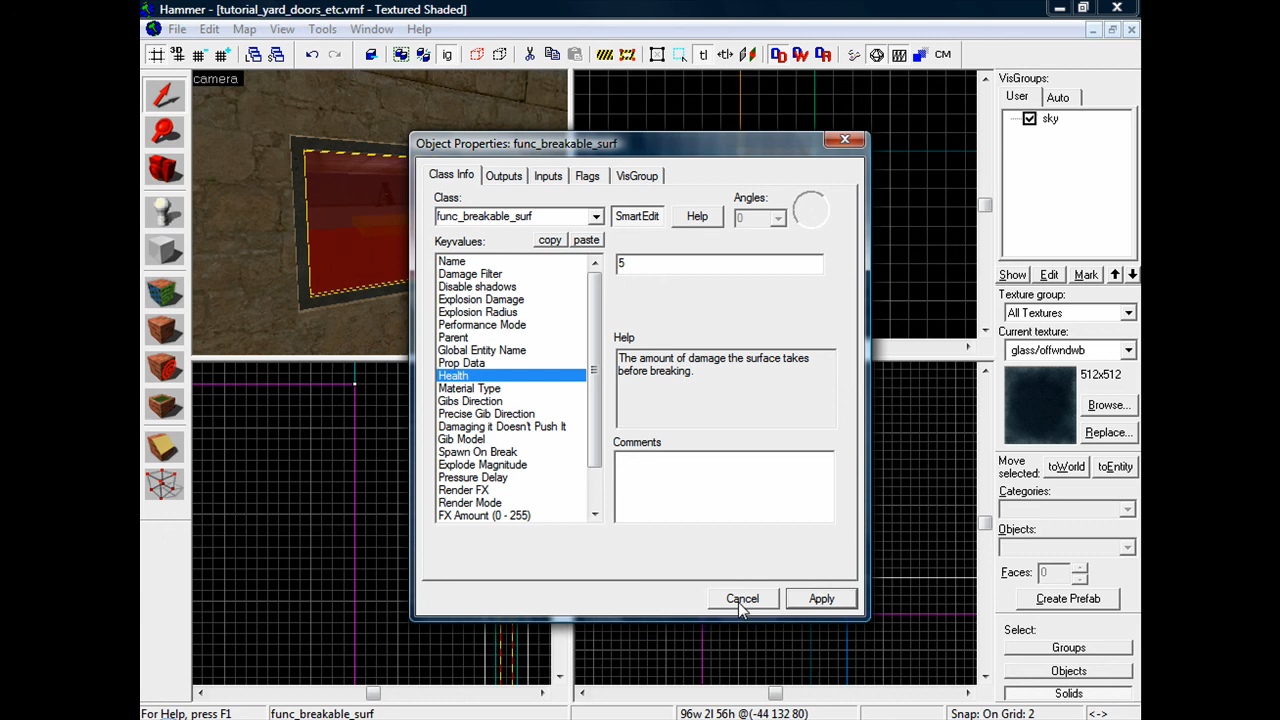 Hammer - [tutorial_yard_doors_etc.vmf - Textured Shaded]
File Edit Map View Tools Window Help
3D
ig
tl
tl
CM
camera
VisGroups:
User Auto
sky
Show Edit Mark
Texture group:
All Textures
Current texture:
glass/offwndwb
512x512
Browse...
Replace...
Move selected:
toWorld toEntity
Categories:
Objects:
Faces: 0
Create Prefab
Select:
Groups
Objects
Solids
Object Properties: func_breakable_surf
Class Info Outputs Inputs Flags VisGroup
Class:
func_breakable_surf
SmartEdit Help
Angles:
0
Keyvalues: copy paste
Name
Damage Filter
Disable shadows
Explosion Damage
Explosion Radius
Performance Mode
Parent
Global Entity Name
Prop Data
Health
Material Type
Gibs Direction
Precise Gib Direction
Damaging it Doesn't Push It
Gib Model
Spawn On Break
Explode Magnitude
Pressure Delay
Render FX
Render Mode
FX Amount (0 - 255)
5
Help
The amount of damage the surface takes
before breaking.
Comments
Cancel Apply
For Help, press F1 func_breakable_surf 96w 2l 56h @(-44 132 80) Snap: On Grid: 2 <->